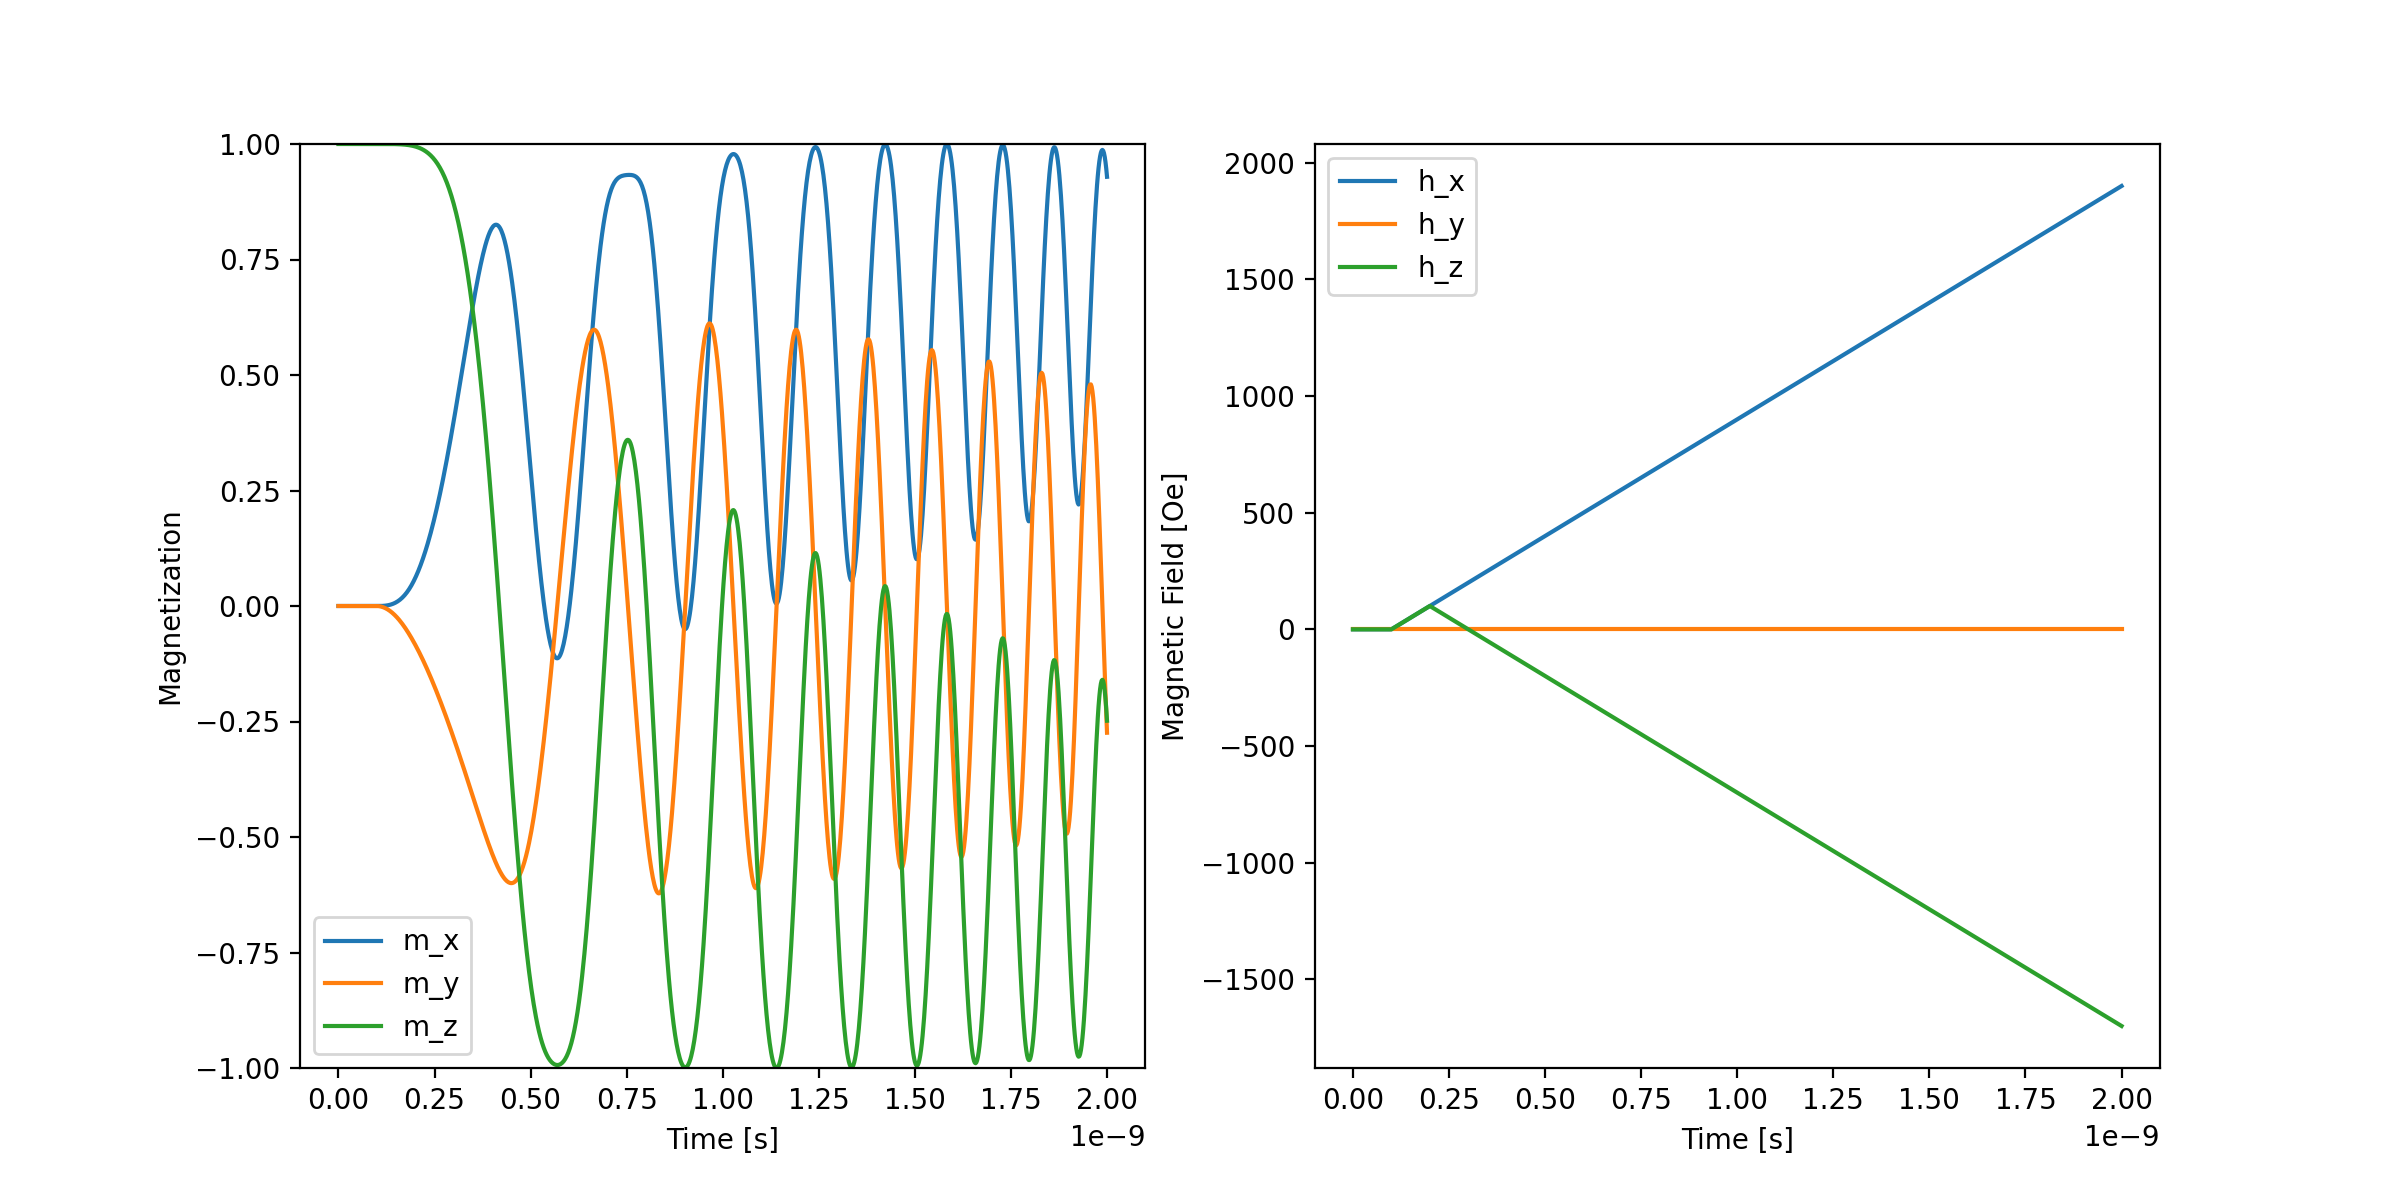 1.00
0.75
0.50
0.25
0.00
−0.25
−0.50
−0.75
−1.00
Magnetization
m_x
m_y
m_z
0.00 0.25 0.50 0.75 1.00 1.25 1.50 1.75 2.00
Time [s]
1e−9
2000
1500
1000
500
0
−500
−1000
−1500
Magnetic Field [Oe]
h_x
h_y
h_z
0.00 0.25 0.50 0.75 1.00 1.25 1.50 1.75 2.00
Time [s]
1e−9